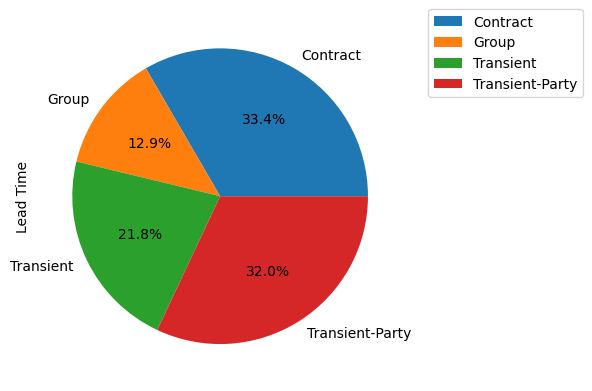 Contract
Group
Transient
Transient-Party
Contract
33.4%
Group
12.9%
Lead Time
21.8%
Transient
32.0%
Transient-Party